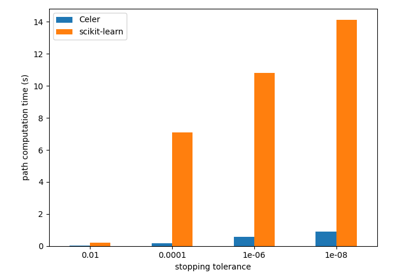 Celer
scikit-learn
14
12
10
8
6
4
2
0
path computation time (s)
0.01
0.0001
1e-06
1e-08
stopping tolerance